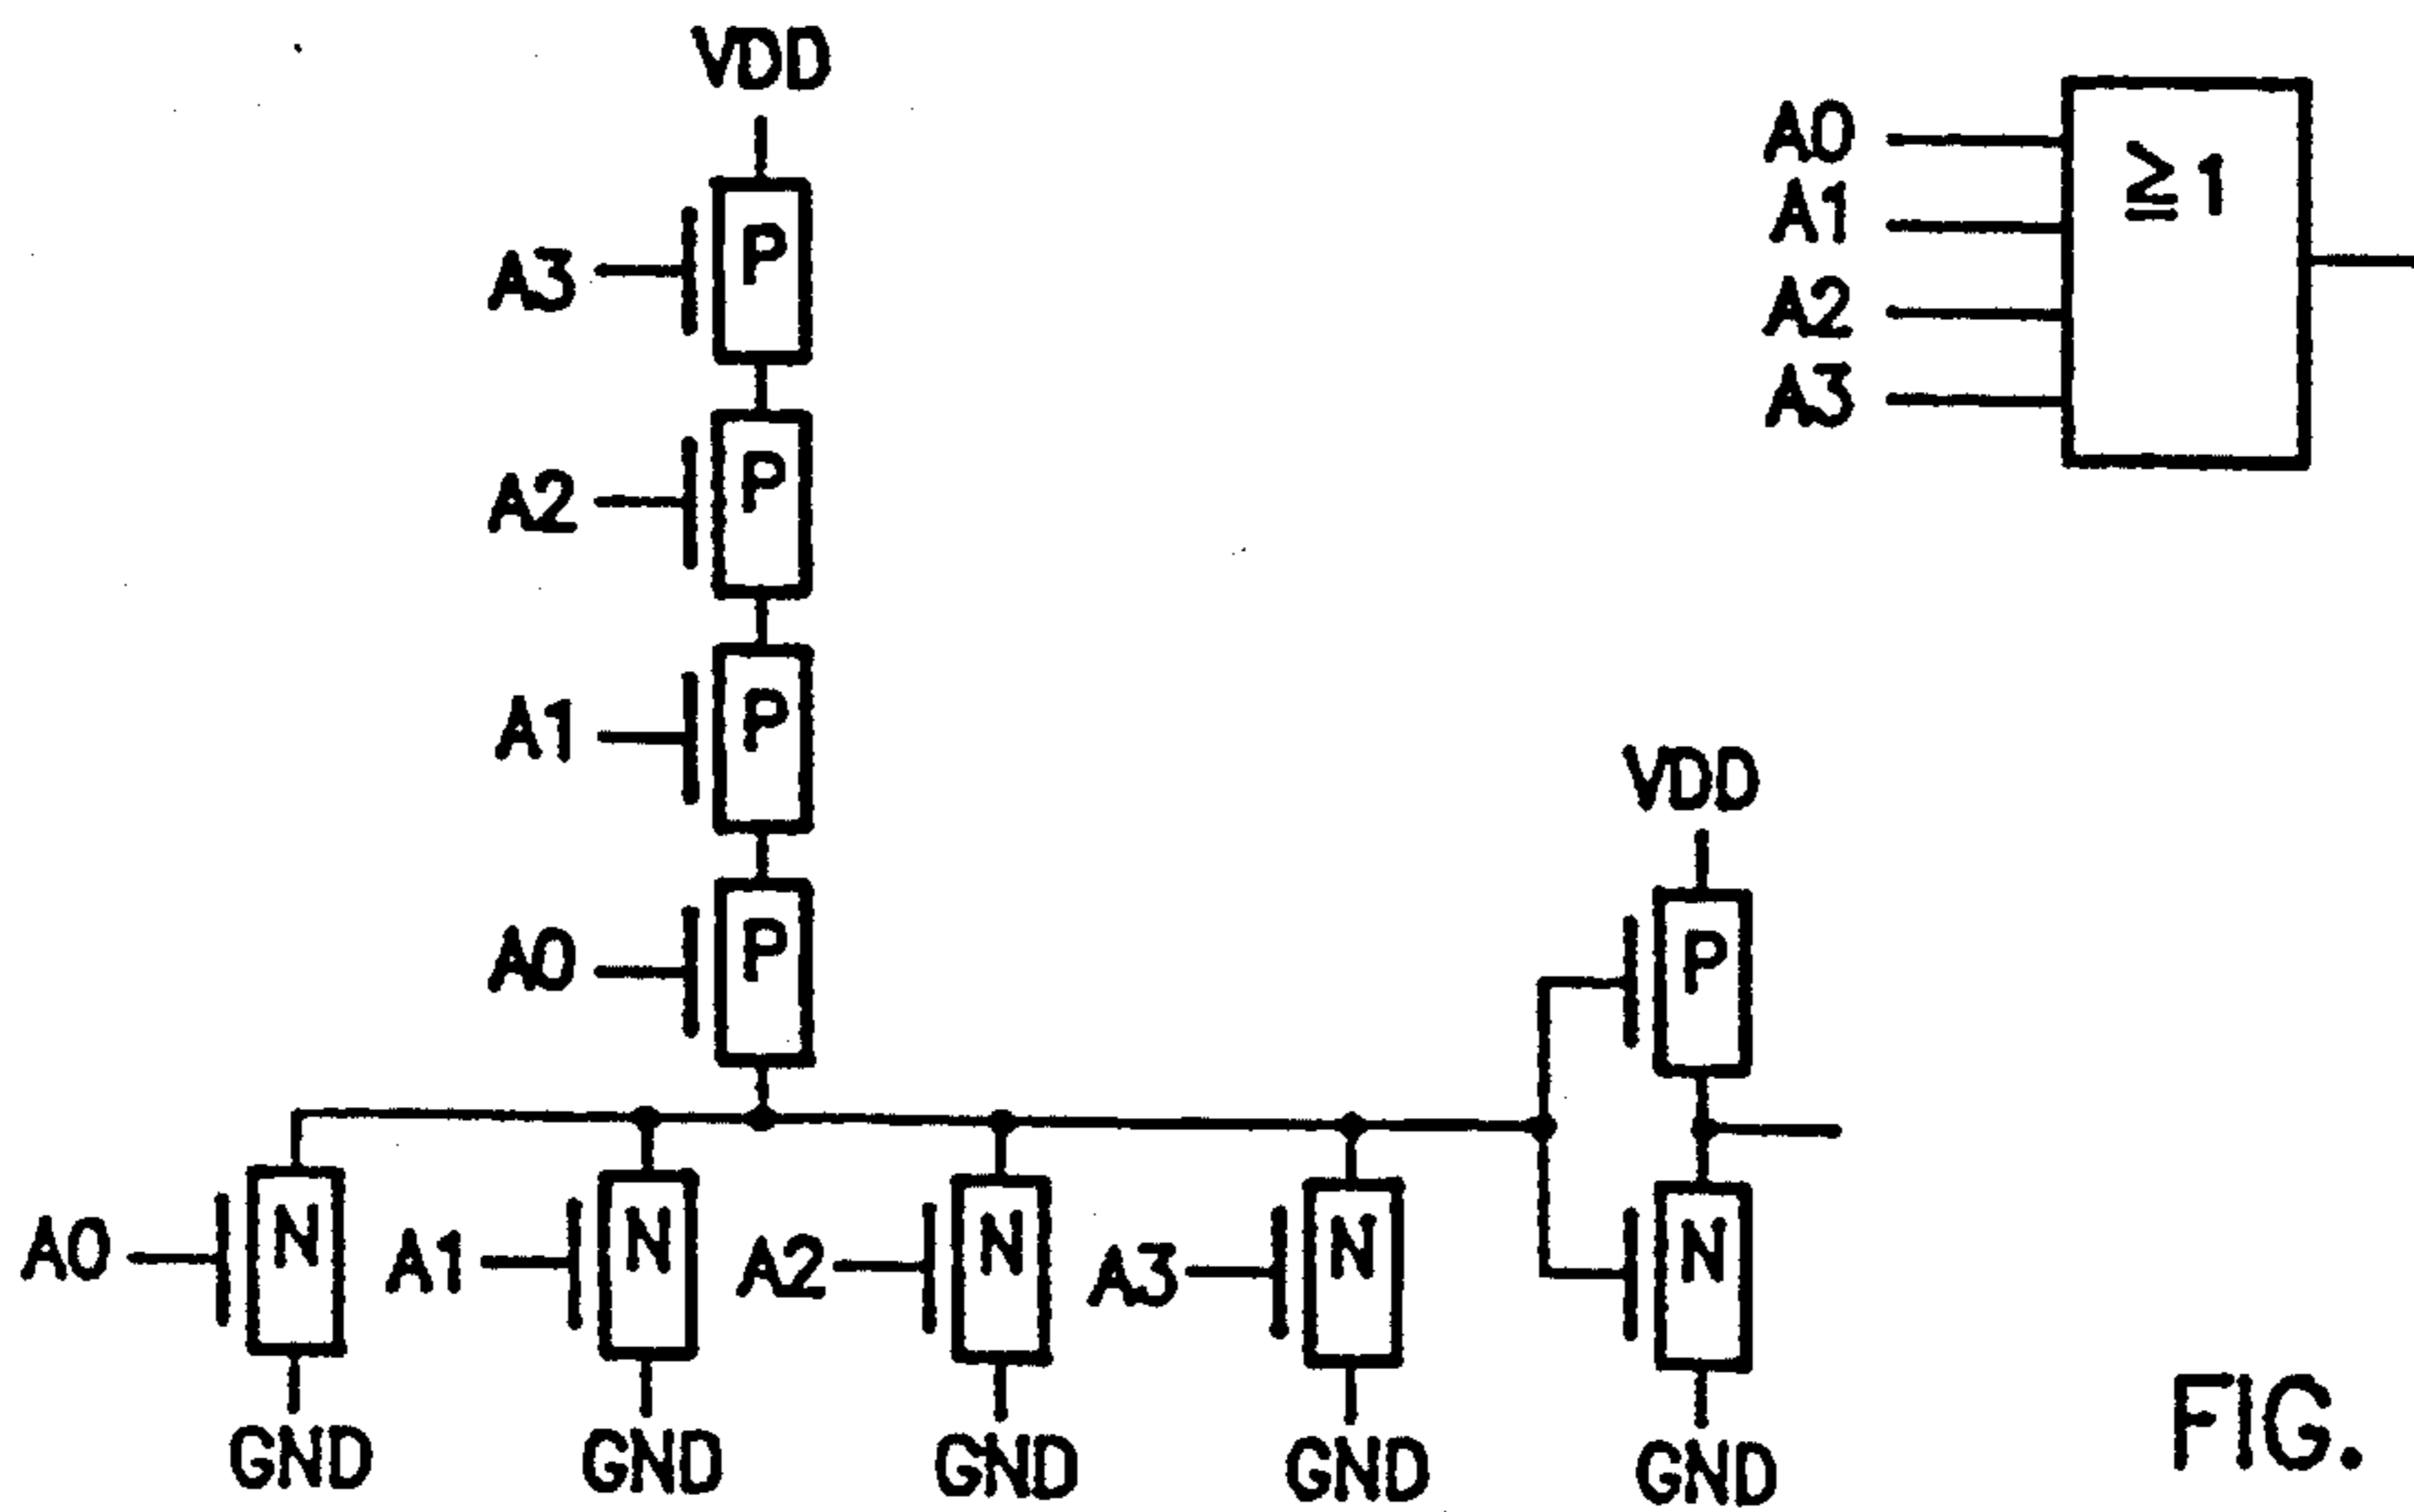 VDD
A3 P
A2 P
A1 P
A0 P
A0 N
A1 N
A2 N
A3 N
GND
GND
GND
GND
VDD
P
N
GND
A0
A1
A2
A3
≥1
FIG.